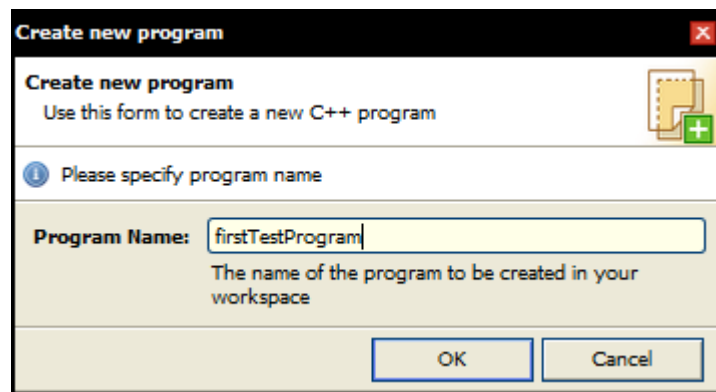 Create new program
Create new program
Use this form to create a new C++ program
Please specify program name
Program Name: firstTestProgram
The name of the program to be created in your
workspace
OK Cancel